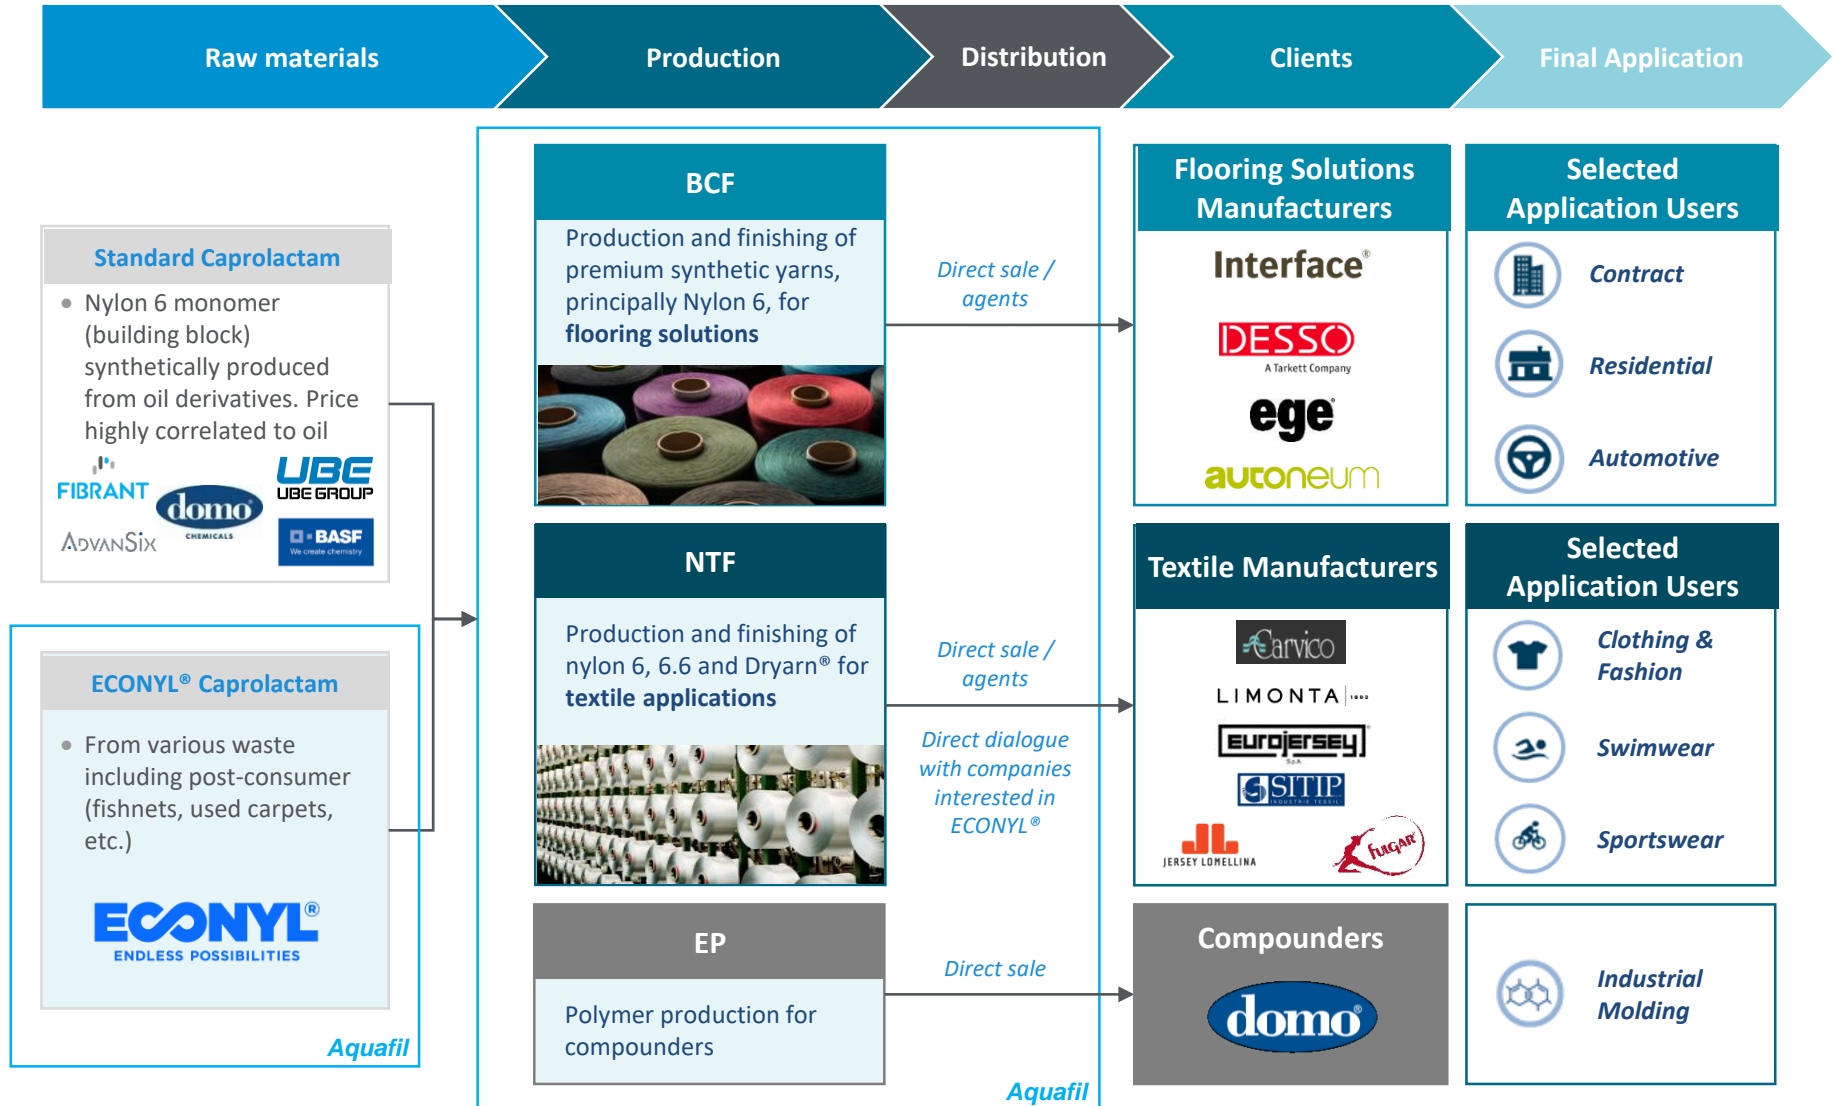 Raw materials
Production
Distribution
Clients
Final Application
Standard Caprolactam
• Nylon 6 monomer
(building block)
synthetically produced
from oil derivatives. Price
highly correlated to oil
FIBRANT
domo
CHEMICALS
UBE
UBE GROUP
AdvanSix
BASF
We create chemistry
ECONYL® Caprolactam
• From various waste
including post-consumer
(fishnets, used carpets,
etc.)
ECONYL®
ENDLESS POSSIBILITIES
Aquafil
BCF
Production and finishing of
premium synthetic yarns,
principally Nylon 6, for
flooring solutions
NTF
Production and finishing of
nylon 6, 6.6 and Dryarn® for
textile applications
EP
Polymer production for
compounders
Direct sale /
agents
Direct sale /
agents
Direct dialogue
with companies
interested in
ECONYL®
Direct sale
Aquafil
Flooring Solutions
Manufacturers
Interface®
DESSO
A Tarkett Company
ege®
autoneum
Textile Manufacturers
Carvico
LIMONTA
eurojersey®
SpA
SITIP
INDUSTRIE TESSILI
JERSEY LOMELLINA
FULGAR®
Compounders
domo®
Selected
Application Users
Contract
Residential
Automotive
Selected
Application Users
Clothing &
Fashion
Swimwear
Sportswear
Industrial
Molding